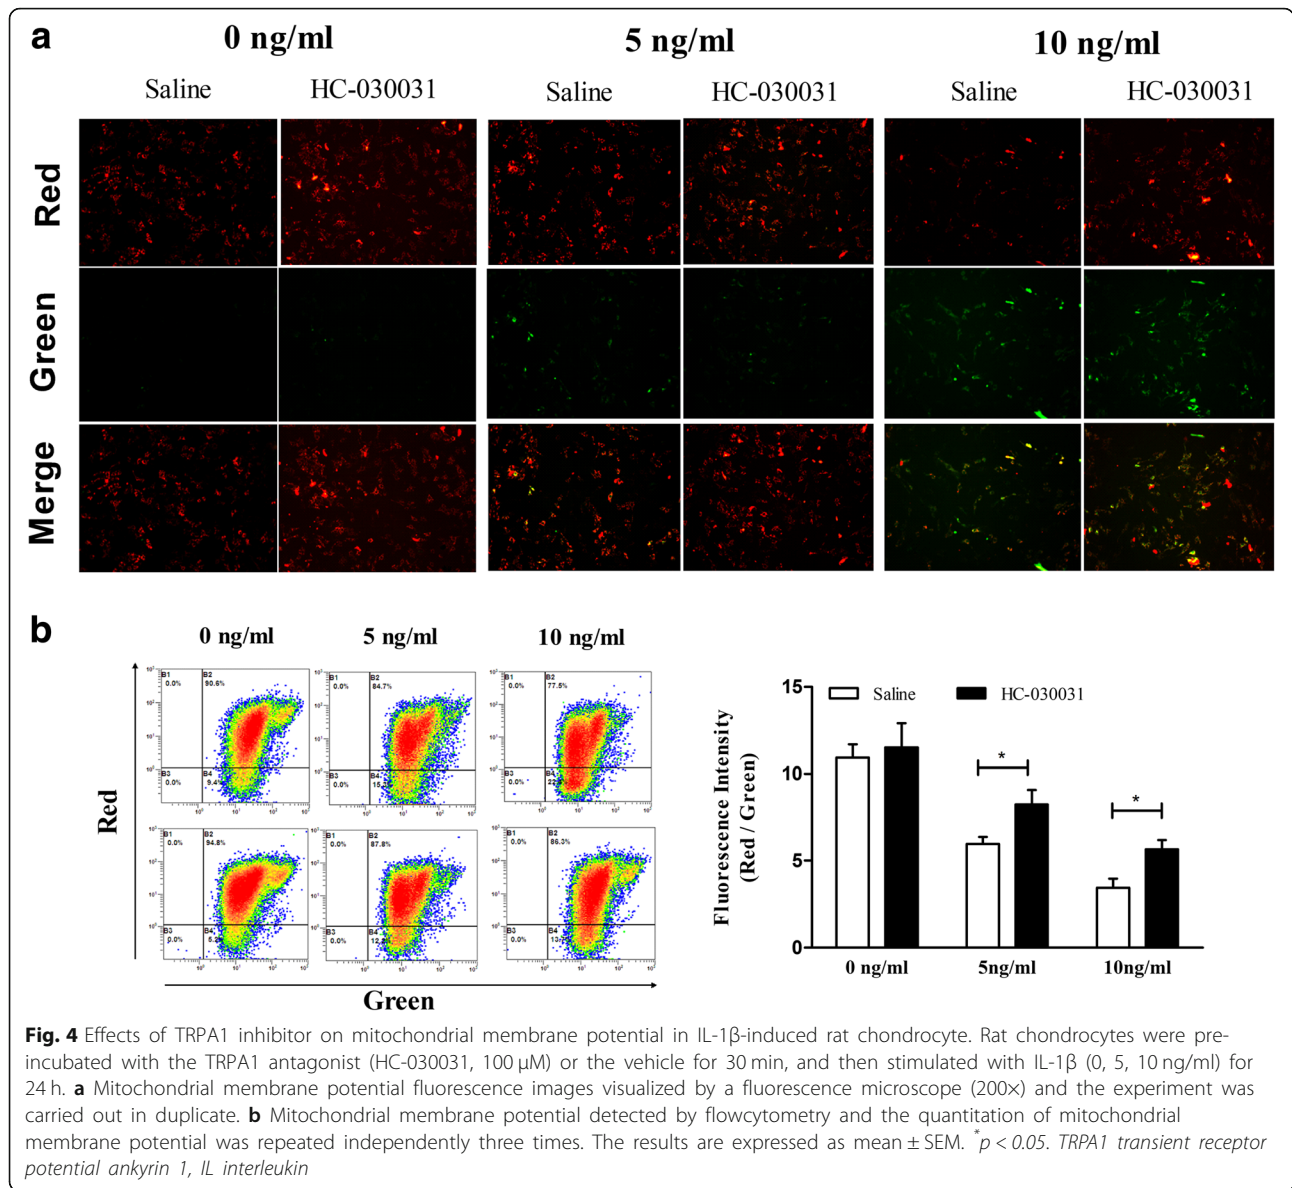 a
0 ng/ml 5 ng/ml 10 ng/ml
Saline HC-030031 Saline HC-030031 Saline HC-030031
Red
Green
Merge
b
0 ng/ml 5 ng/ml 10 ng/ml
B1 B2
0.0% 90.6%
B3 B4
0.0% 9.4%
B1 B2
0.0% 84.7%
B3 B4
0.0%
B1 B2
0.0% 77.5%
B3 B4
0.0%
B1 B2
0.0% 94.8%
B3 B4
0.0%
B1 B2
0.0% 87.8%
B3 B4
0.0%
B1 B2
0.0% 86.3%
B3 B4
0.0%
Red
Green
Saline HC-030031
15
10
5
0
* *
Fluorescence Intensity
(Red / Green)
0 ng/ml 5ng/ml 10ng/ml
Fig. 4 Effects of TRPA1 inhibitor on mitochondrial membrane potential in IL-1β-induced rat chondrocyte. Rat chondrocytes were pre-
incubated with the TRPA1 antagonist (HC-030031, 100 μM) or the vehicle for 30 min, and then stimulated with IL-1β (0, 5, 10 ng/ml) for
24 h. a Mitochondrial membrane potential fluorescence images visualized by a fluorescence microscope (200×) and the experiment was
carried out in duplicate. b Mitochondrial membrane potential detected by flowcytometry and the quantitation of mitochondrial
membrane potential was repeated independently three times. The results are expressed as mean ± SEM. *p < 0.05. TRPA1 transient receptor
potential ankyrin 1, IL interleukin